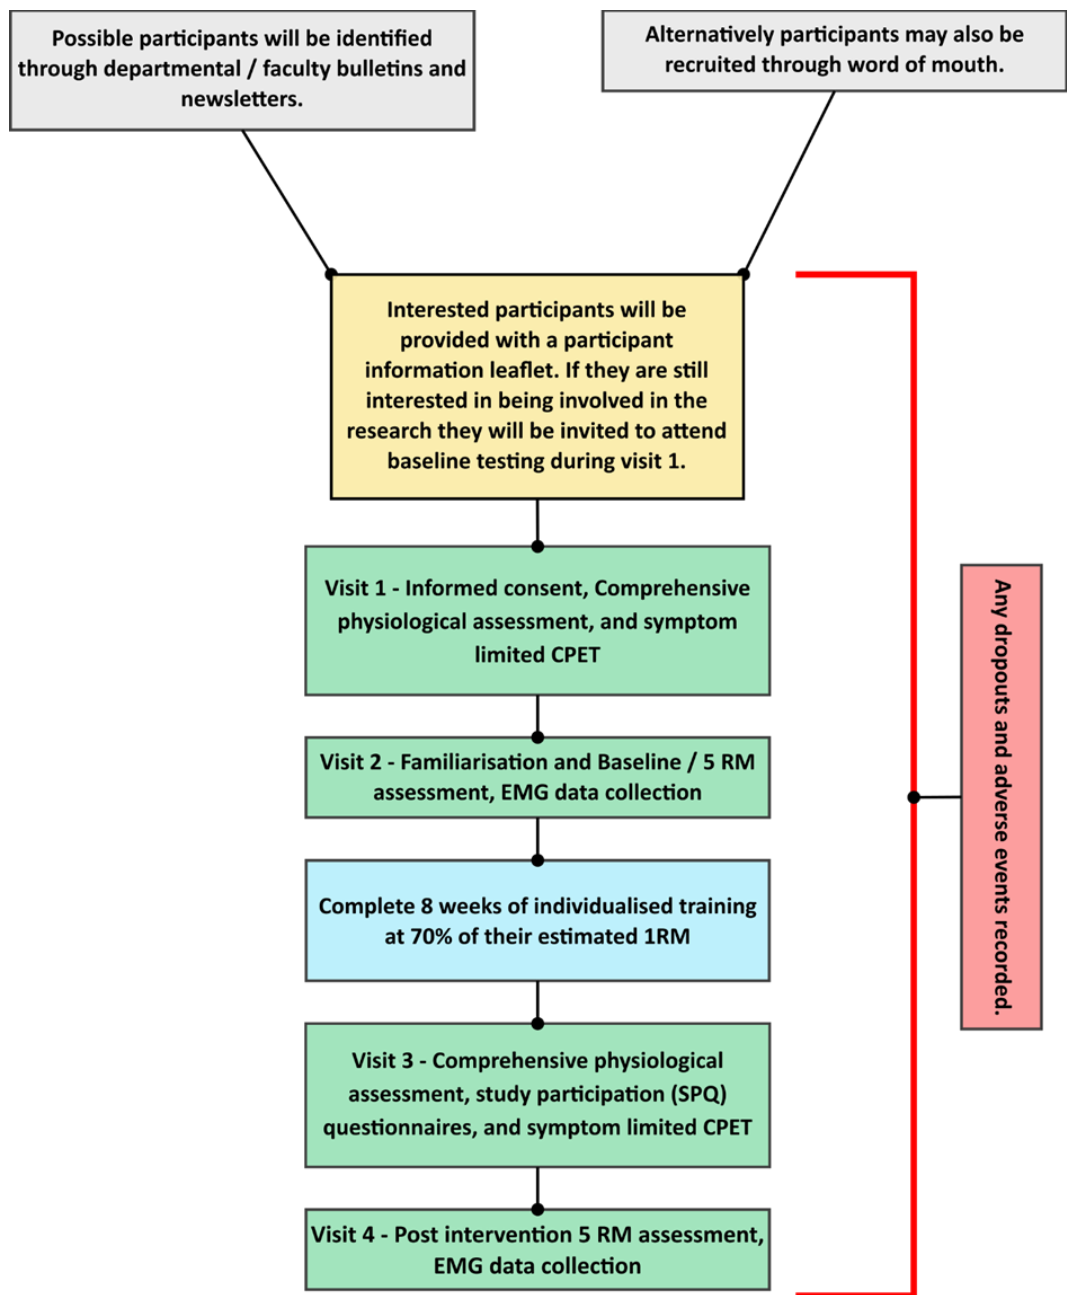 Possible participants will be identified
through departmental / faculty bulletins and
newsletters.
Alternatively participants may also be
recruited through word of mouth.
Interested participants will be
provided with a participant
information leaflet. If they are still
interested in being involved in the
research they will be invited to attend
baseline testing during visit 1.
Visit 1 - Informed consent, Comprehensive
physiological assessment, and symptom
limited CPET
Visit 2 - Familiarisation and Baseline / 5 RM
assessment, EMG data collection
Complete 8 weeks of individualised training
at 70% of their estimated 1RM
Visit 3 - Comprehensive physiological
assessment, study participation (SPQ)
questionnaires, and symptom limited CPET
Visit 4 - Post intervention 5 RM assessment,
EMG data collection
Any dropouts and adverse events recorded.